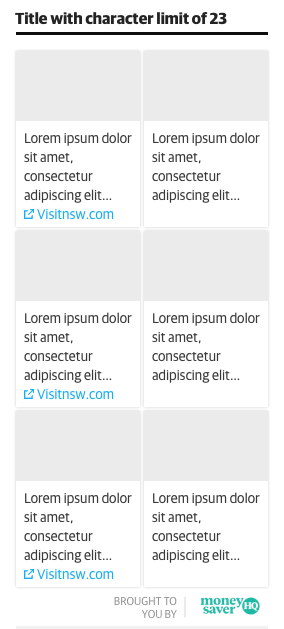 Title with character limit of 23
Lorem ipsum dolor
sit amet,
consectetur
adipiscing elit...
Visitnsw.com
Lorem ipsum dolor
sit amet,
consectetur
adipiscing elit...
Lorem ipsum dolor
sit amet,
consectetur
adipiscing elit...
Visitnsw.com
Lorem ipsum dolor
sit amet,
consectetur
adipiscing elit...
Lorem ipsum dolor
sit amet,
consectetur
adipiscing elit...
Visitnsw.com
Lorem ipsum dolor
sit amet,
consectetur
adipiscing elit...
BROUGHT TO
YOU BY
money
saver HQ